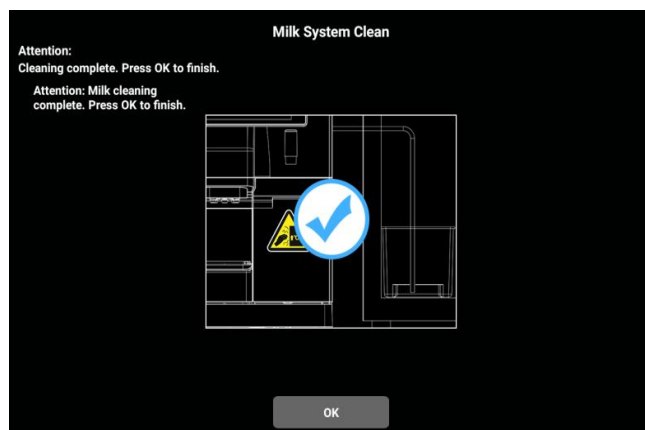 Milk System Clean
Attention:
Cleaning complete. Press OK to finish.
Attention: Milk cleaning
complete. Press OK to finish.
OK